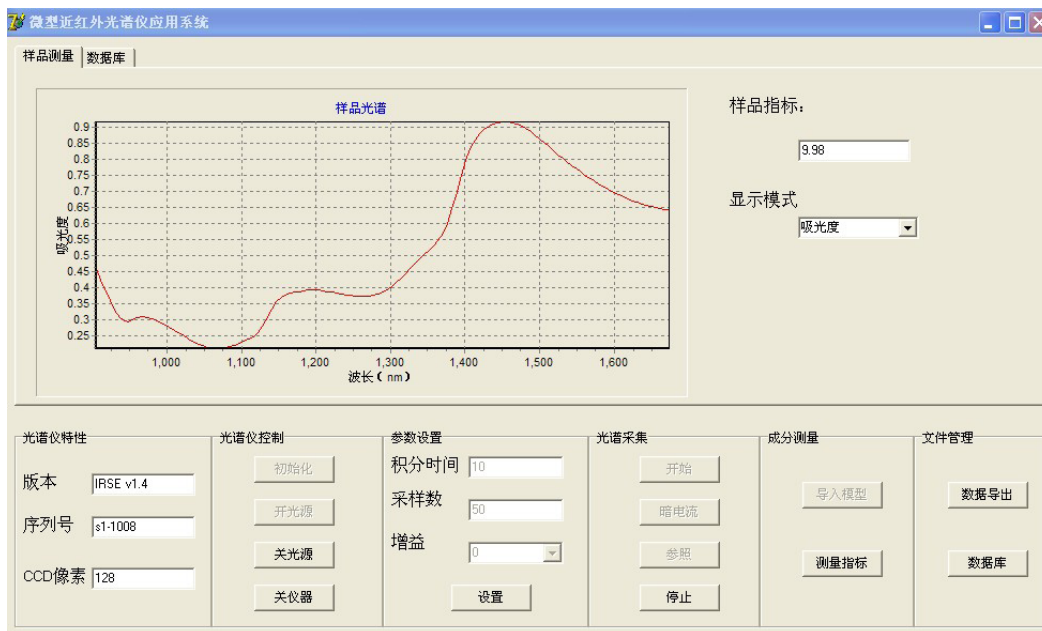 微型近红外光谱仪应用系统
样品测量 数据库
样品光谱
样品指标:
9.98
显示模式
吸光度
吸光度
0.9
0.85
0.8
0.75
0.7
0.65
0.6
0.55
0.5
0.45
0.4
0.35
0.3
0.25
1,000 1,100 1,200 1,300 1,400 1,500 1,600
波长( nm )
光谱仪特性
版本 IRSE v1.4
序列号 s1-1008
CCD像素 128
光谱仪控制
初始化
开光源
关光源
关仪器
参数设置
积分时间 10
采样数 50
增益 0
设置
光谱采集
开始
暗电流
参照
停止
成分测量
导入模型
测量指标
文件管理
数据导出
数据库